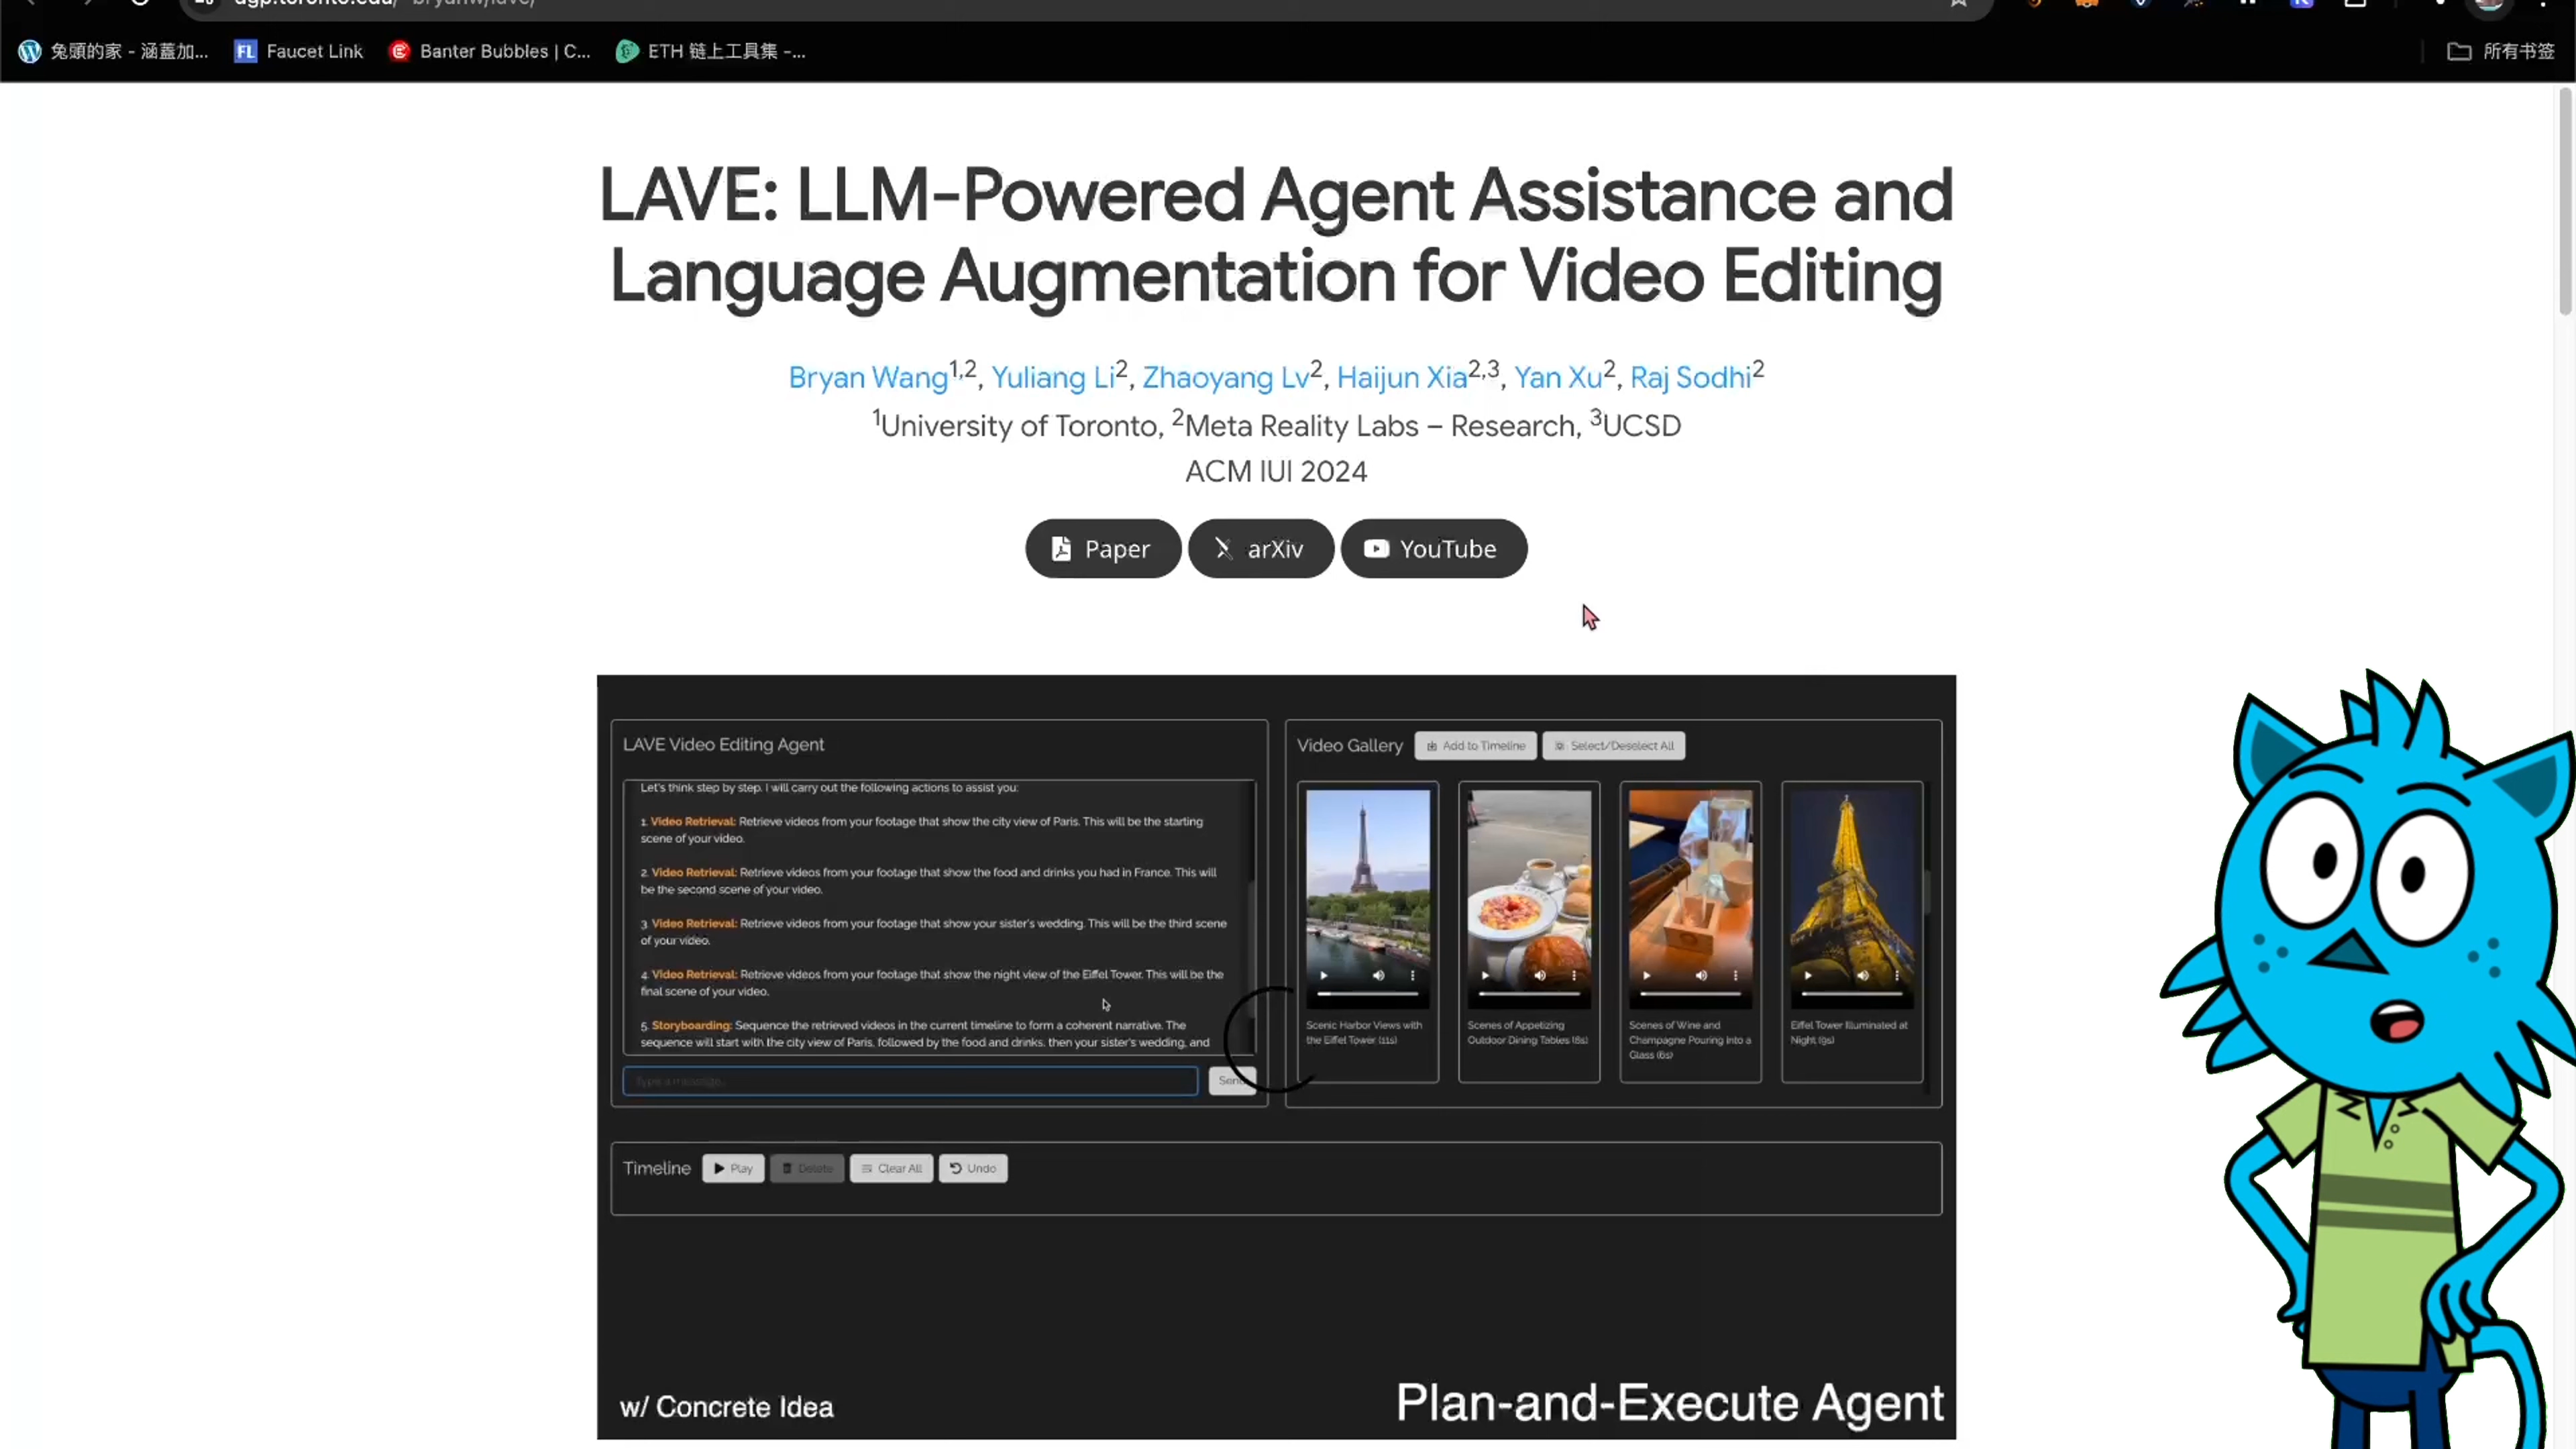 兔頭的家 - 涵蓋加...
FL Faucet Link
Banter Bubbles | C...
ETH 链上工具集 -...
所有书签
LAVE: LLM-Powered Agent Assistance and
Language Augmentation for Video Editing
Bryan Wang1,2, Yuliang Li2, Zhaoyang Lv2, Haijun Xia2,3, Yan Xu2, Raj Sodhi2
1University of Toronto, 2Meta Reality Labs – Research, 3UCSD
ACM IUI 2024
Paper
arXiv
YouTube
LAVE Video Editing Agent
Let's think step by step. I will carry out the following actions to assist you:
1. Video Retrieval: Retrieve videos from your footage that show the city view of Paris. This will be the starting
scene of your video.
2. Video Retrieval: Retrieve videos from your footage that show the food and drinks you had in France. This will
be the second scene of your video.
3. Video Retrieval: Retrieve videos from your footage that show your sister's wedding. This will be the third scene
of your video.
4. Video Retrieval: Retrieve videos from your footage that show the night view of the Eiffel Tower. This will be the
final scene of your video.
5. Storyboarding: Sequence the retrieved videos in the current timeline to form a coherent narrative. The
sequence will start with the city view of Paris, followed by the food and drinks, then your sister's wedding, and
Type a message...
Send
Video Gallery
Add to Timeline
Select/Deselect All
Scenic Harbor Views with
the Eiffel Tower (11s)
Scenes of Appetizing
Outdoor Dining Tables (8s)
Scenes of Wine and
Champagne Pouring Into a
Glass (6s)
Eiffel Tower Illuminated at
Night (9s)
Timeline
Play
Delete
Clear All
Undo
w/ Concrete Idea
Plan-and-Execute Agent